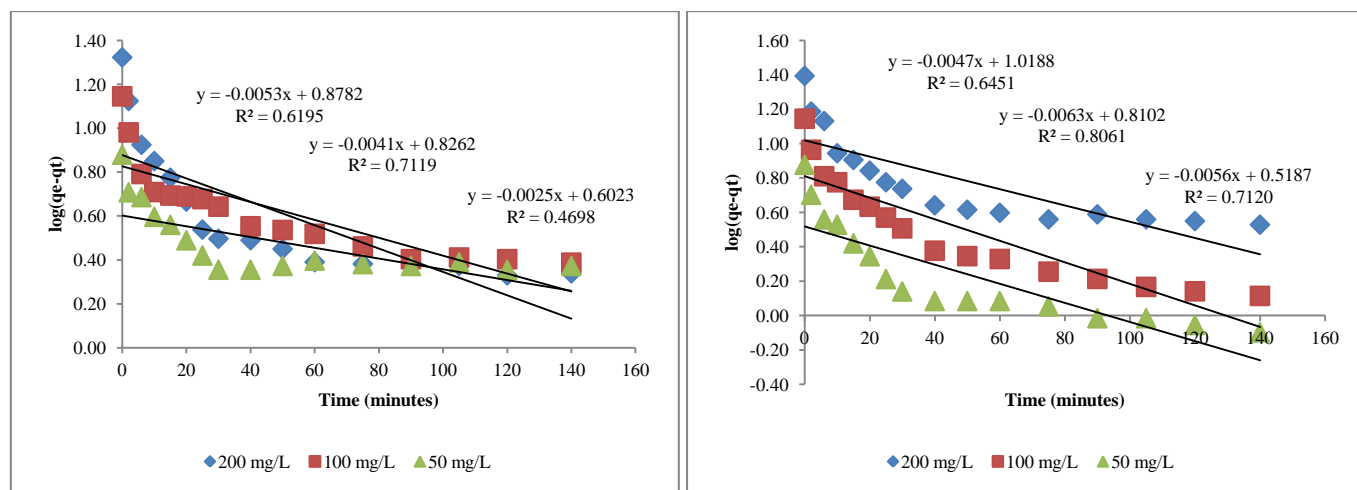 1.40
1.20
1.00
0.80
0.60
0.40
0.20
0.00
log(qe-qt)
y = -0.0053x + 0.8782
R² = 0.6195
y = -0.0041x + 0.8262
R² = 0.7119
y = -0.0025x + 0.6023
R² = 0.4698
0 20 40 60 80 100 120 140 160
Time (minutes)
200 mg/L 100 mg/L 50 mg/L
1.60
1.40
1.20
1.00
0.80
0.60
0.40
0.20
0.00
-0.20
-0.40
log(qe-qt)
y = -0.0047x + 1.0188
R² = 0.6451
y = -0.0063x + 0.8102
R² = 0.8061
y = -0.0056x + 0.5187
R² = 0.7120
0 20 40 60 80 100 120 140 160
Time (minutes)
200 mg/L 100 mg/L 50 mg/L